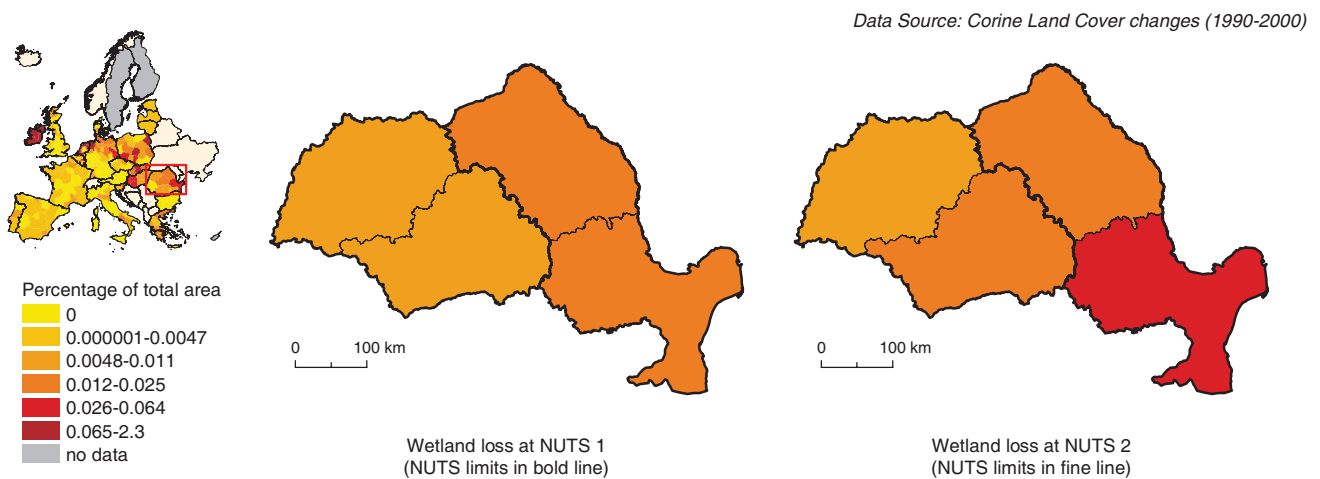 Data Source: Corine Land Cover changes (1990-2000)
Percentage of total area
0
0.000001-0.0047
0.0048-0.011
0.012-0.025
0.026-0.064
0.065-2.3
no data
0 100 km
Wetland loss at NUTS 1
(NUTS limits in bold line)
0 100 km
Wetland loss at NUTS 2
(NUTS limits in fine line)